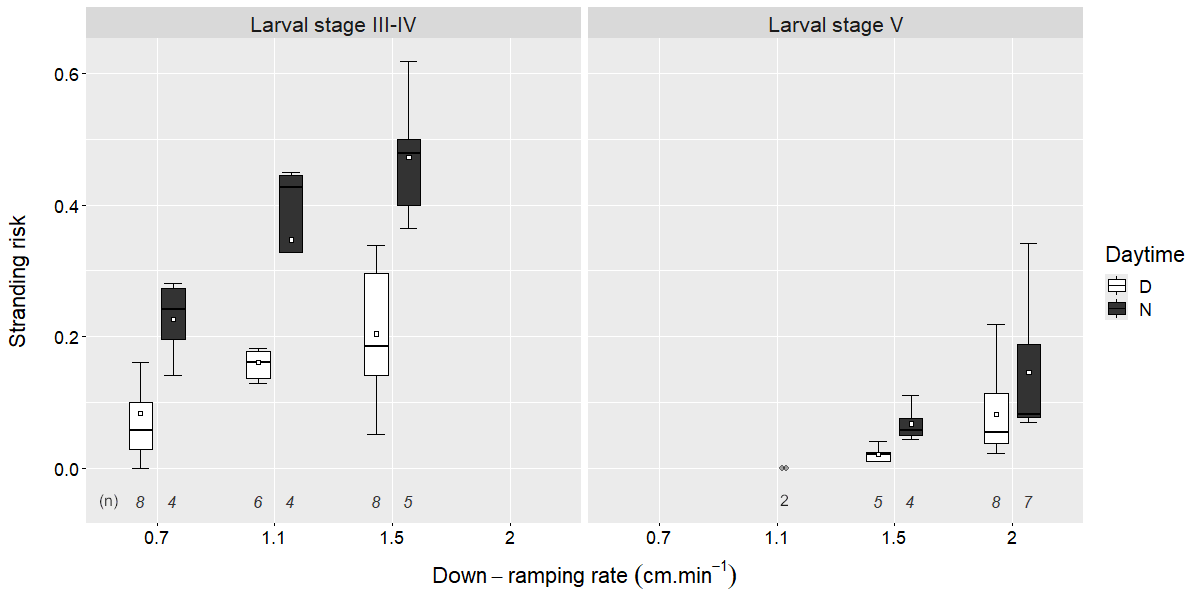 Larval stage III-IV
Larval stage V
Stranding risk
0.6
0.4
0.2
0.0
(n) 8 4 6 4 8 5
2 5 4 8 7
0.7 1.1 1.5 2
0.7 1.1 1.5 2
Down – ramping rate (cm.min⁻¹)
Daytime
D
N